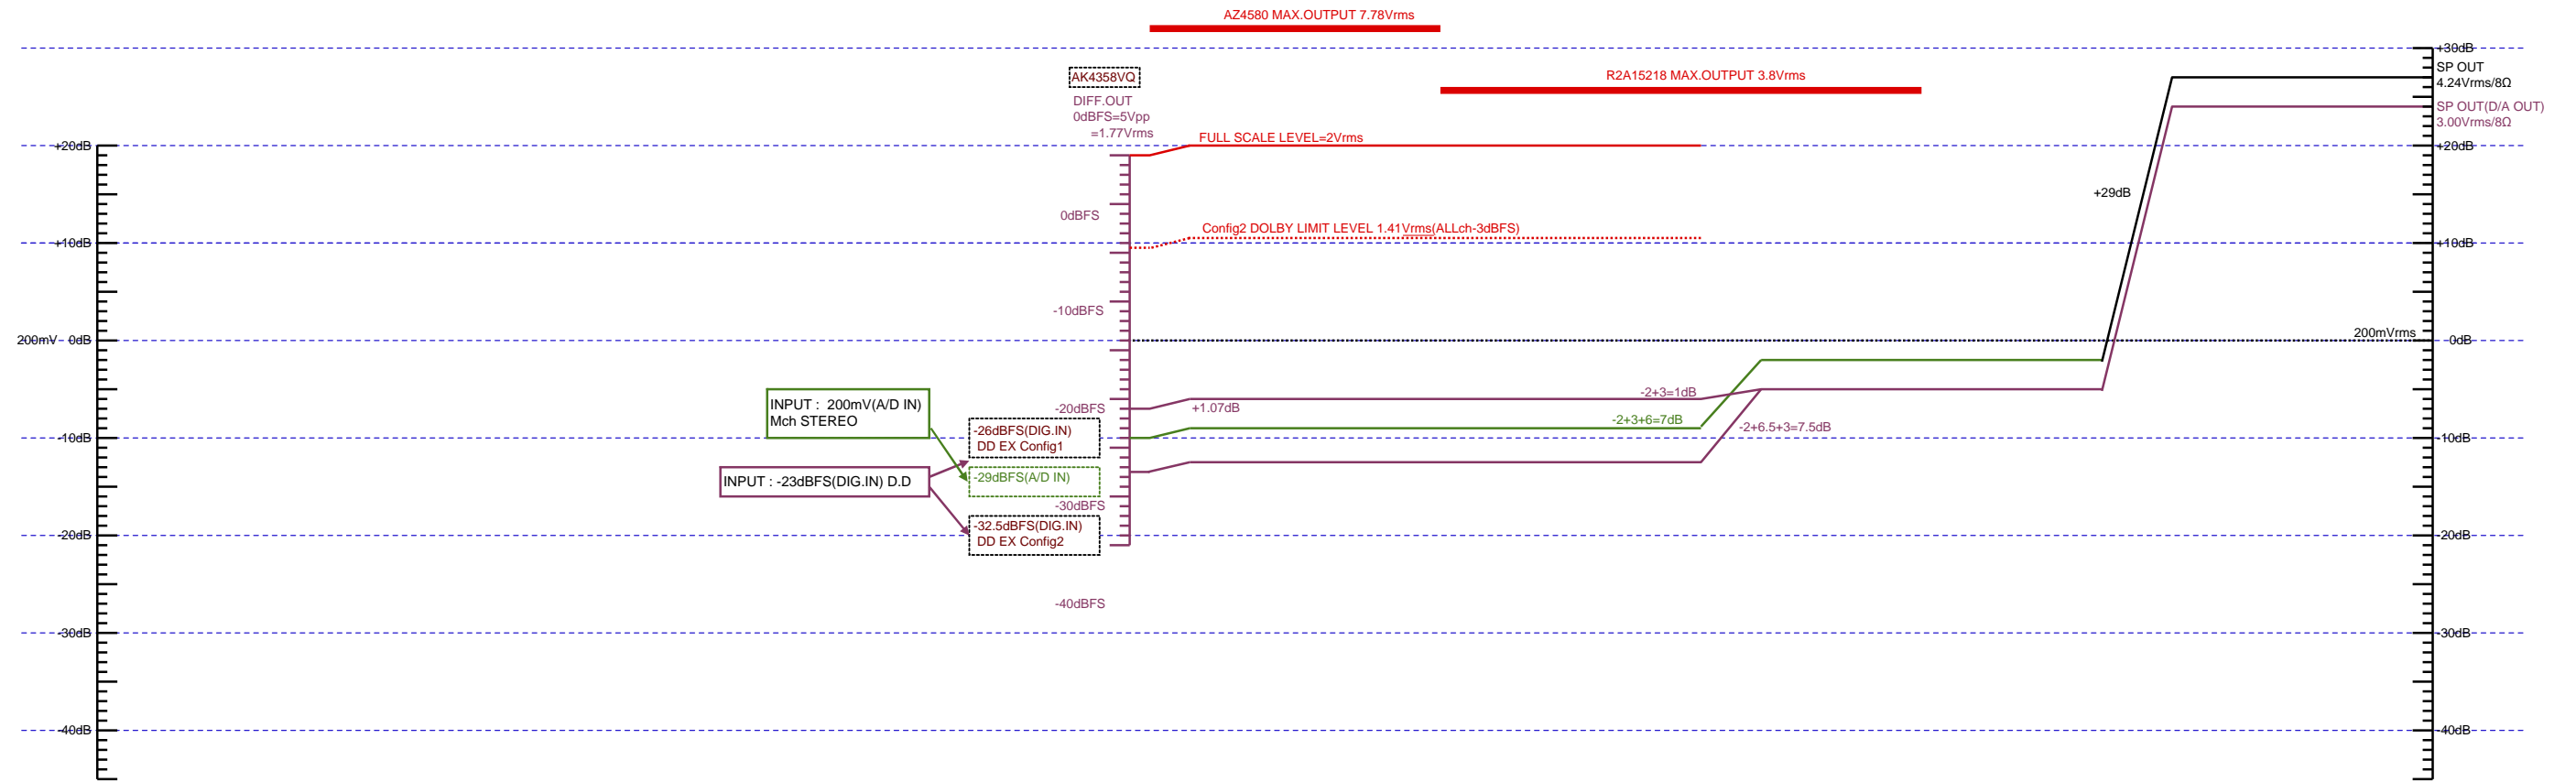 AZ4580 MAX.OUTPUT 7.78Vrms
+30dB
SP OUT
4.24Vrms/8Ω
AK4358VQ
R2A15218 MAX.OUTPUT 3.8Vrms
DIFF.OUT
0dBFS=5Vpp
=1.77Vrms
SP OUT(D/A OUT)
3.00Vrms/8Ω
FULL SCALE LEVEL=2Vrms
+20dB
+20dB
+29dB
0dBFS
Config2 DOLBY LIMIT LEVEL 1.41Vrms(ALLch-3dBFS)
+10dB
+10dB
-10dBFS
200mV 0dB
200mVrms
0dB
INPUT : 200mV(A/D IN)
Mch STEREO
-20dBFS
+1.07dB
-2+3=1dB
-2+3+6=7dB
-2+6.5+3=7.5dB
-10dB
-26dBFS(DIG.IN)
DD EX Config1
-10dB
INPUT : -23dBFS(DIG.IN) D.D
-29dBFS(A/D IN)
-30dBFS
-32.5dBFS(DIG.IN)
DD EX Config2
-20dB
-20dB
-40dBFS
-30dB
-30dB
-40dB
-40dB